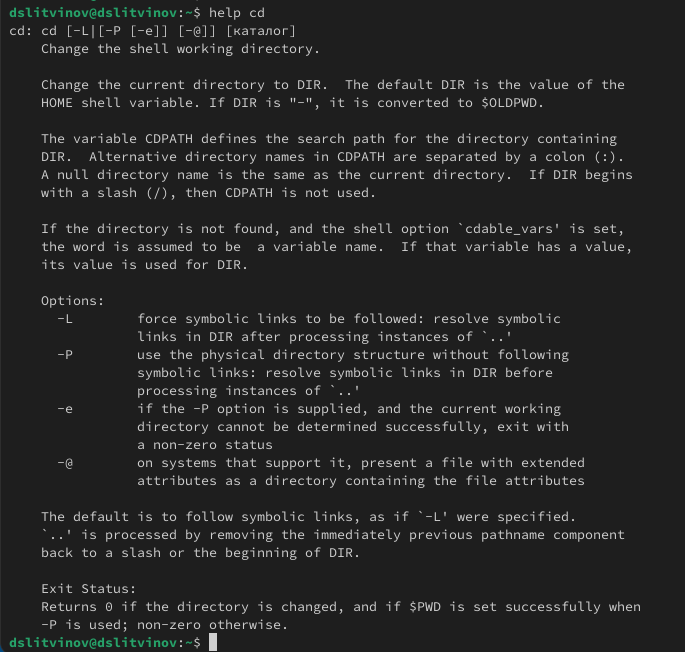 dslitvinov@dslitvinov:~$ help cd
cd: cd [-L|[-P [-e]] [-@]] [каталог]
Change the shell working directory.
Change the current directory to DIR.  The default DIR is the value of the
HOME shell variable. If DIR is "-", it is converted to $OLDPWD.
The variable CDPATH defines the search path for the directory containing
DIR.  Alternative directory names in CDPATH are separated by a colon (:).
A null directory name is the same as the current directory.  If DIR begins
with a slash (/), then CDPATH is not used.
If the directory is not found, and the shell option `cdable_vars' is set,
the word is assumed to be  a variable name.  If that variable has a value,
its value is used for DIR.
Options:
-L        force symbolic links to be followed: resolve symbolic
links in DIR after processing instances of `..'
-P        use the physical directory structure without following
symbolic links: resolve symbolic links in DIR before
processing instances of `..'
-e        if the -P option is supplied, and the current working
directory cannot be determined successfully, exit with
a non-zero status
-@        on systems that support it, present a file with extended
attributes as a directory containing the file attributes
The default is to follow symbolic links, as if `-L' were specified.
`..' is processed by removing the immediately previous pathname component
back to a slash or the beginning of DIR.
Exit Status:
Returns 0 if the directory is changed, and if $PWD is set successfully when
-P is used; non-zero otherwise.
dslitvinov@dslitvinov:~$